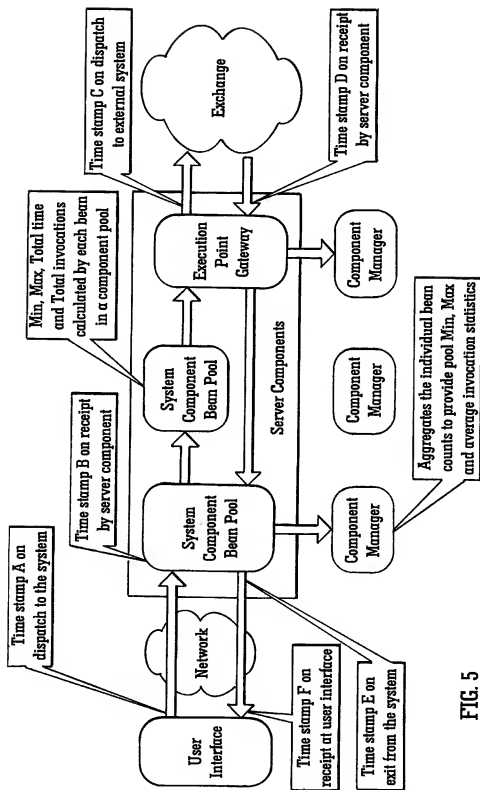 Time stamp A on
dispatch to the system
Time stamp B on receipt
by server component
Min, Max, Total time
and Total invocations
calculated by each bean
in a component pool
Time stamp C on dispatch
to external system
User
Interface
Network
System
Component
Bean Pool
System
Component
Bean Pool
Execution
Point
Gateway
Exchange
Server Components
Time stamp F on
receipt at user interface
Time stamp E on
exit from the system
Component
Manager
Component
Manager
Component
Manager
Time stamp D on receipt
by server component
Aggregates the individual bean
counts to provide pool Min, Max
and average invocation statistics
FIG. 5